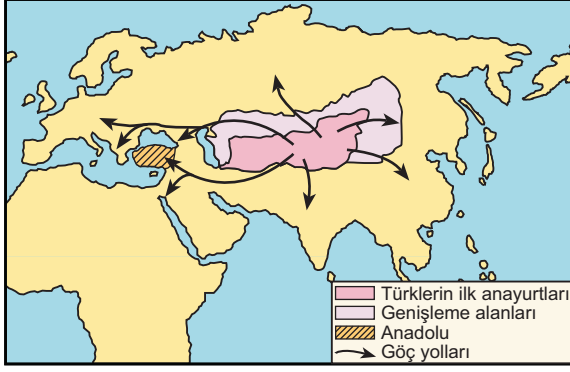 Türklerin ilk anayurtları
Genişleme alanları
Anadolu
Göç yolları